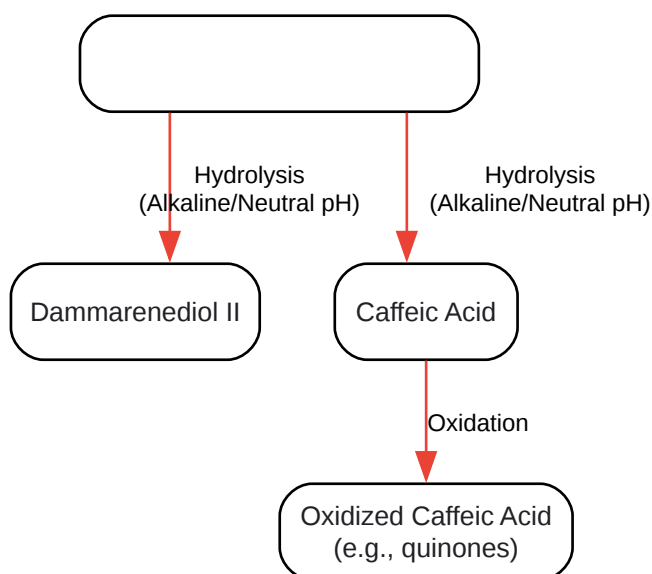 Hydrolysis
(Alkaline/Neutral pH)
Hydrolysis
(Alkaline/Neutral pH)
Dammarenediol II
Caffeic Acid
Oxidation
Oxidized Caffeic Acid
(e.g., quinones)